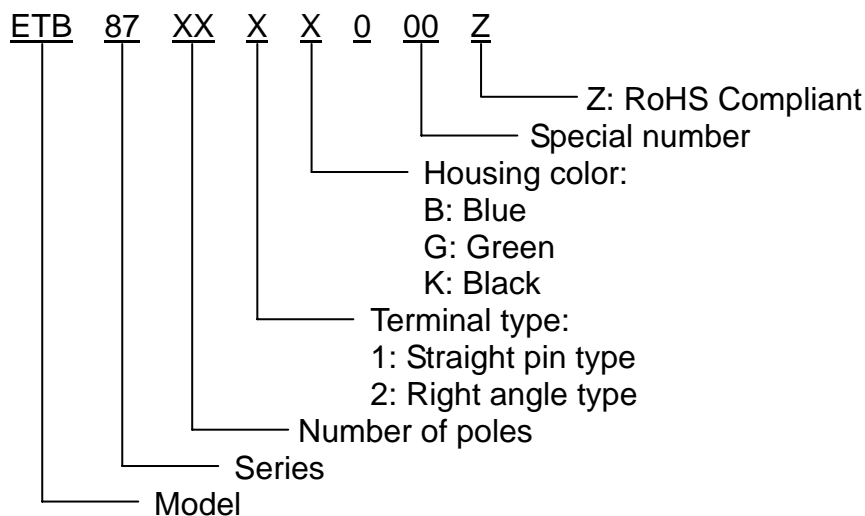 ETB 87 XX X X 0 00 Z
Z: RoHS Compliant
Special number
Housing color:
B: Blue
G: Green
K: Black
Terminal type:
1: Straight pin type
2: Right angle type
Number of poles
Series
Model